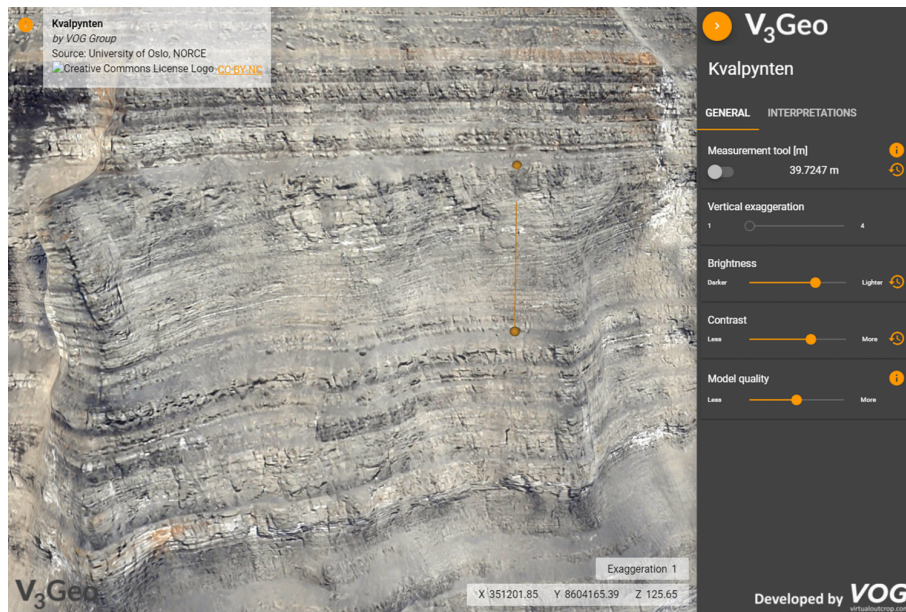 Kvalpynten
by VOG Group
Source: University of Oslo, NORCE
Creative Commons License Logo CC-BY-NC
V3Geo
Kvalpynten
GENERAL INTERPRETATIONS
Measurement tool [m]
39.7247 m
Vertical exaggeration
1 4
Brightness
Darker Lighter
Contrast
Less More
Model quality
Less More
Exaggeration 1
X 351201.85 Y 8604165.39 Z 125.65
V3Geo
Developed by VOG
virtualoutcrop.co